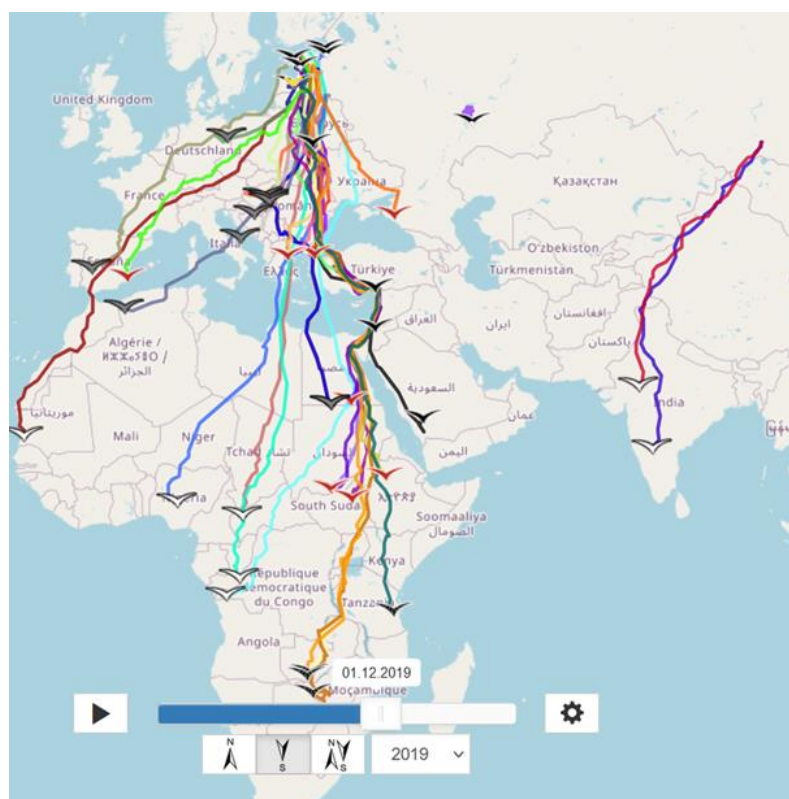 United Kingdom
Deutschland
Україна
France
Қазақстан
Italia
O'zbekiston
Türkiye
Türkmenistan
Ελλάς
افغانستان
ایران
العراق
پاکستان
Algérie /
ⵍⵣⵣⴰⵢⴻⵔ /
الجزائر
السعودية
موريتانيا
عمان
India
Mali
Niger
Tchad تشاد
السودان
اليمن
South Sudan
Soomaaliya
الصومال
Kenya
République
démocratique
du Congo
Tanzania
Angola
01.12.2019
Moçambique
N
S
N
S
2019